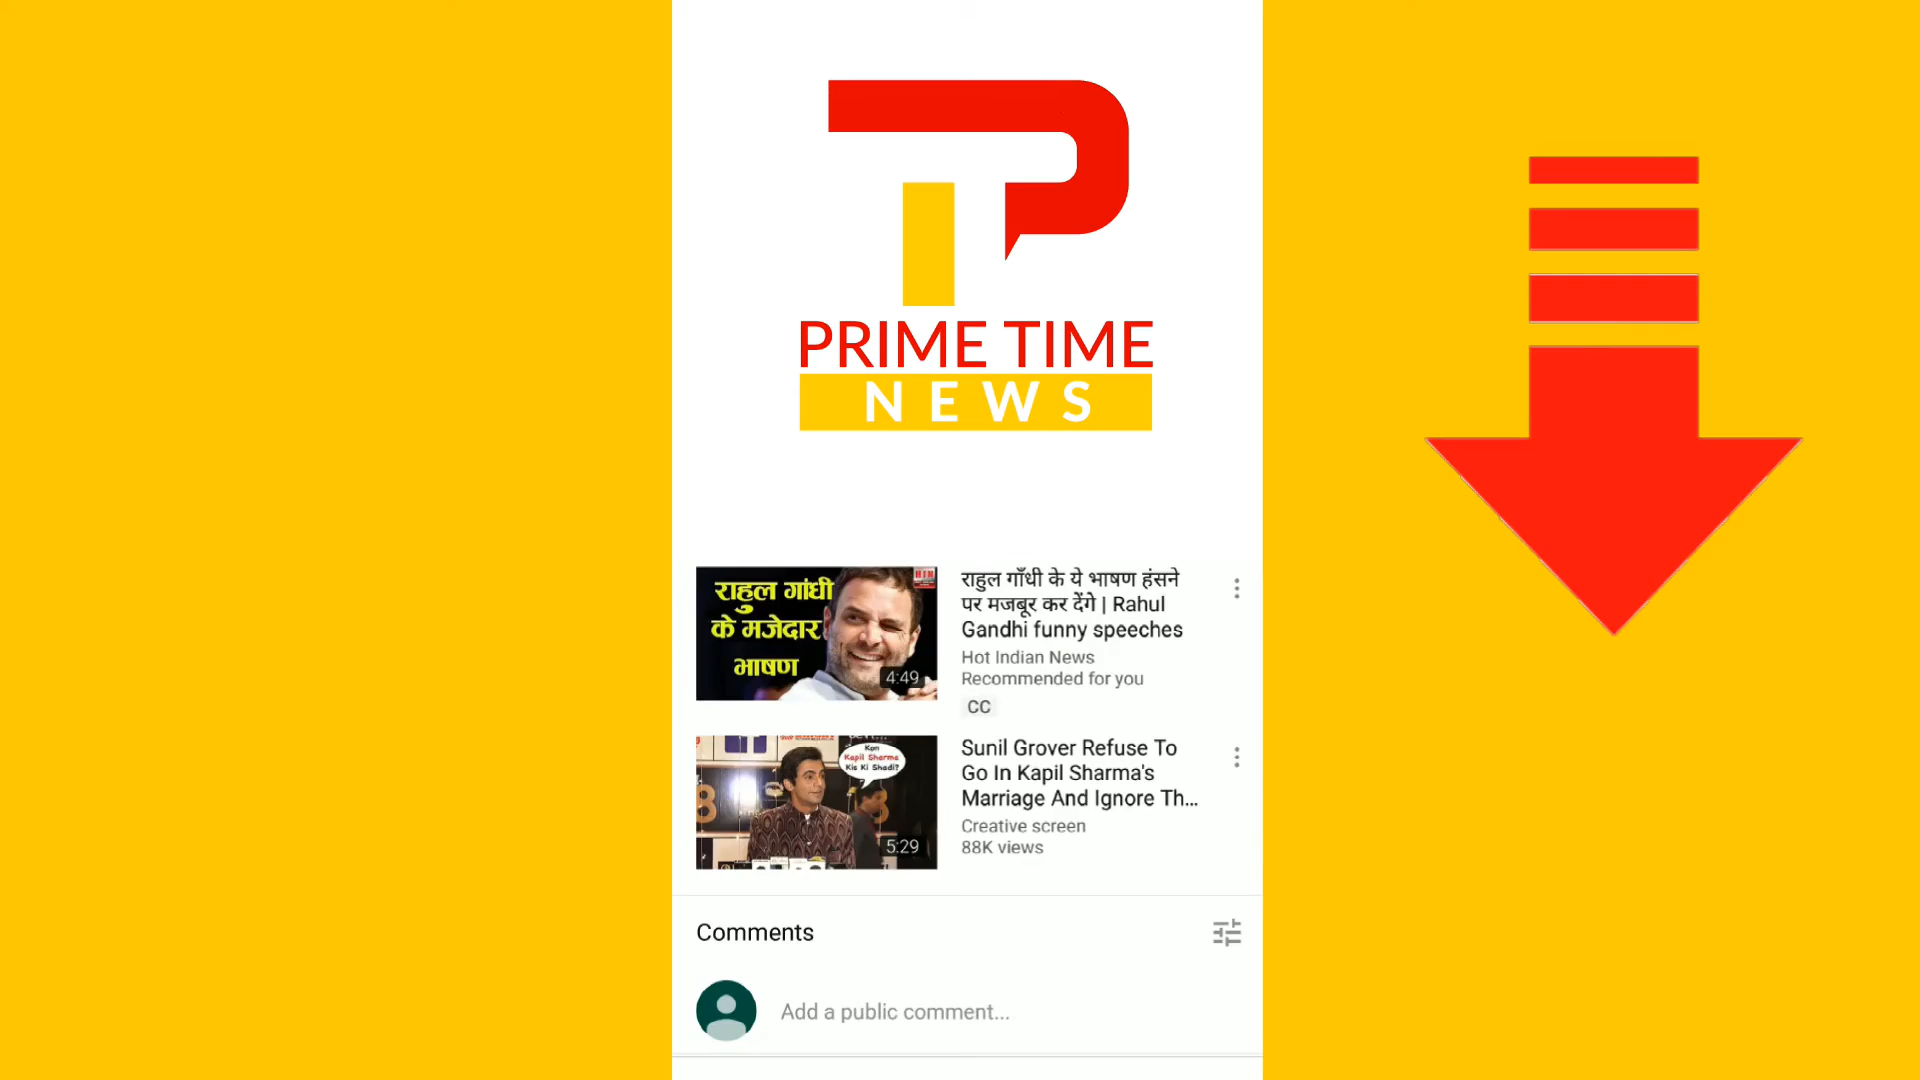 PRIME TIME
NEWS
राहुल गांधी
के मजेदार
भाषण
4:49
राहुल गाँधी के ये भाषण हंसने
पर मजबूर कर देंगे | Rahul
Gandhi funny speeches
Hot Indian News
Recommended for you
CC
Kon
Kapil Sharma
Kis Ki Shadi?
8
8
5:29
Sunil Grover Refuse To
Go In Kapil Sharma's
Marriage And Ignore Th...
Creative screen
88K views
Comments
Add a public comment...